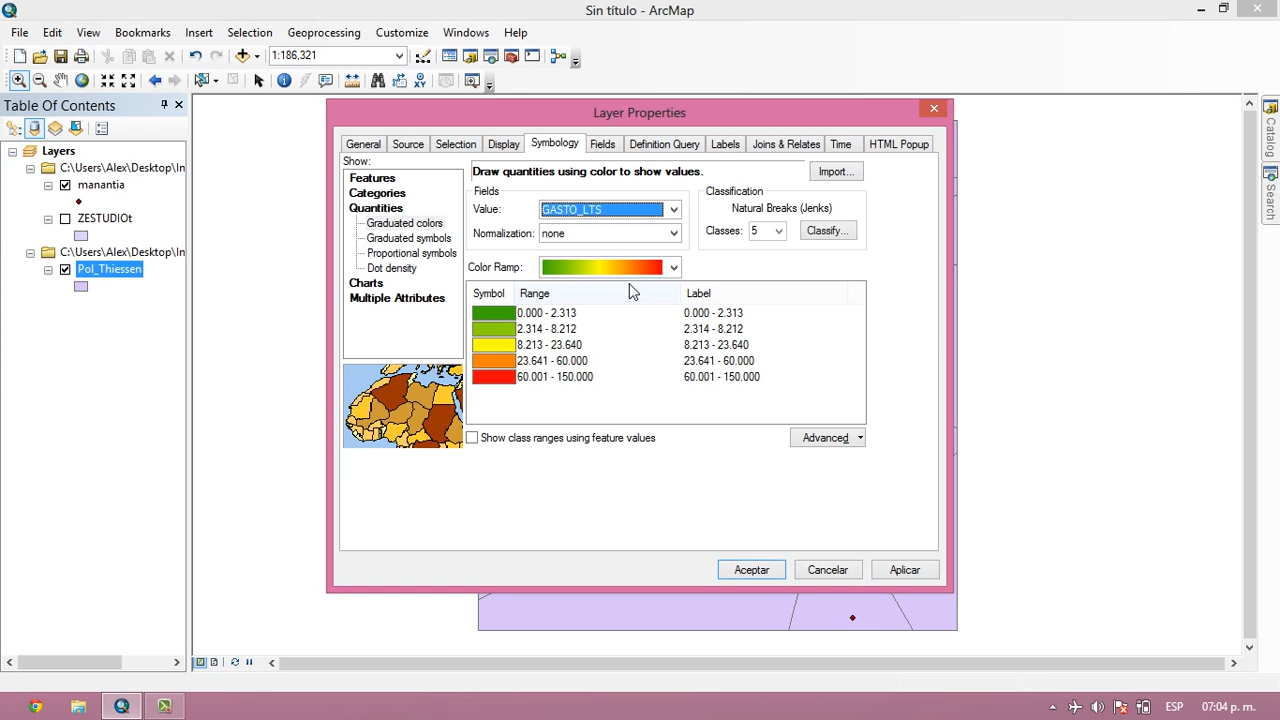 Sin título - ArcMap
File Edit View Bookmarks Insert Selection Geoprocessing Customize Windows Help
1:186,321
Table Of Contents
Layers
C:\Users\Alex\Desktop\In
manantia
ZESTUDIOt
C:\Users\Alex\Desktop\In
Pol_Thiessen
Layer Properties
General Source Selection Display Symbology Fields Definition Query Labels Joins & Relates Time HTML Popup
Show:
Features
Categories
Quantities
Graduated colors
Graduated symbols
Proportional symbols
Dot density
Charts
Multiple Attributes
Draw quantities using color to show values.
Import...
Fields
Value: GASTO_LTS
Normalization: none
Classification
Natural Breaks (Jenks)
Classes: 5 Classify...
Color Ramp:
Symbol Range Label
0.000 - 2.313 0.000 - 2.313
2.314 - 8.212 2.314 - 8.212
8.213 - 23.640 8.213 - 23.640
23.641 - 60.000 23.641 - 60.000
60.001 - 150.000 60.001 - 150.000
Show class ranges using feature values
Advanced
Aceptar Cancelar Aplicar
Catalog
Search
ESP 07:04 p. m.